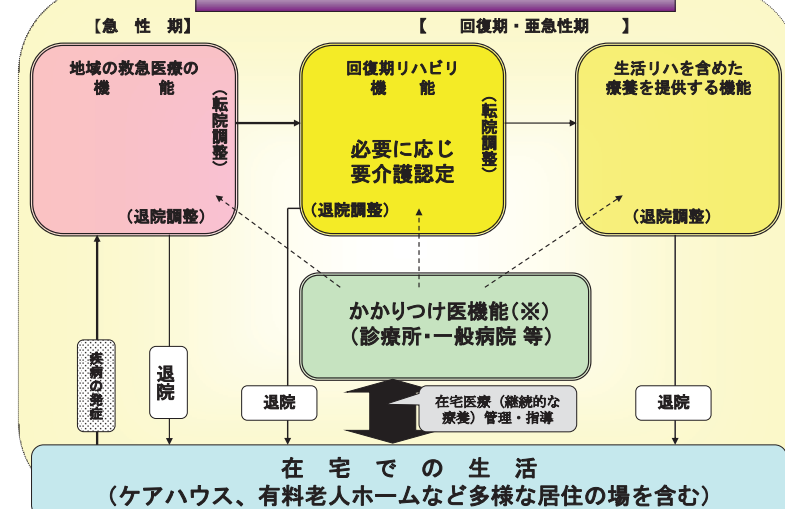 【急　性　期】
【　回復期・亜急性期　】
地域の救急医療の
機　能
（転院調整）
（退院調整）
回復期リハビリ
機　能
（転院調整）
必要に応じ
要介護認定
（退院調整）
生活リハを含めた
療養を提供する機能
（退院調整）
かかりつけ医機能（※）
（診療所・一般病院 等）
疾病の発症
退院
退院
在宅医療（継続的な
療養）管理・指導
退院
在　宅　で　の　生　活
（ケアハウス、有料老人ホームなど多様な居住の場を含む）